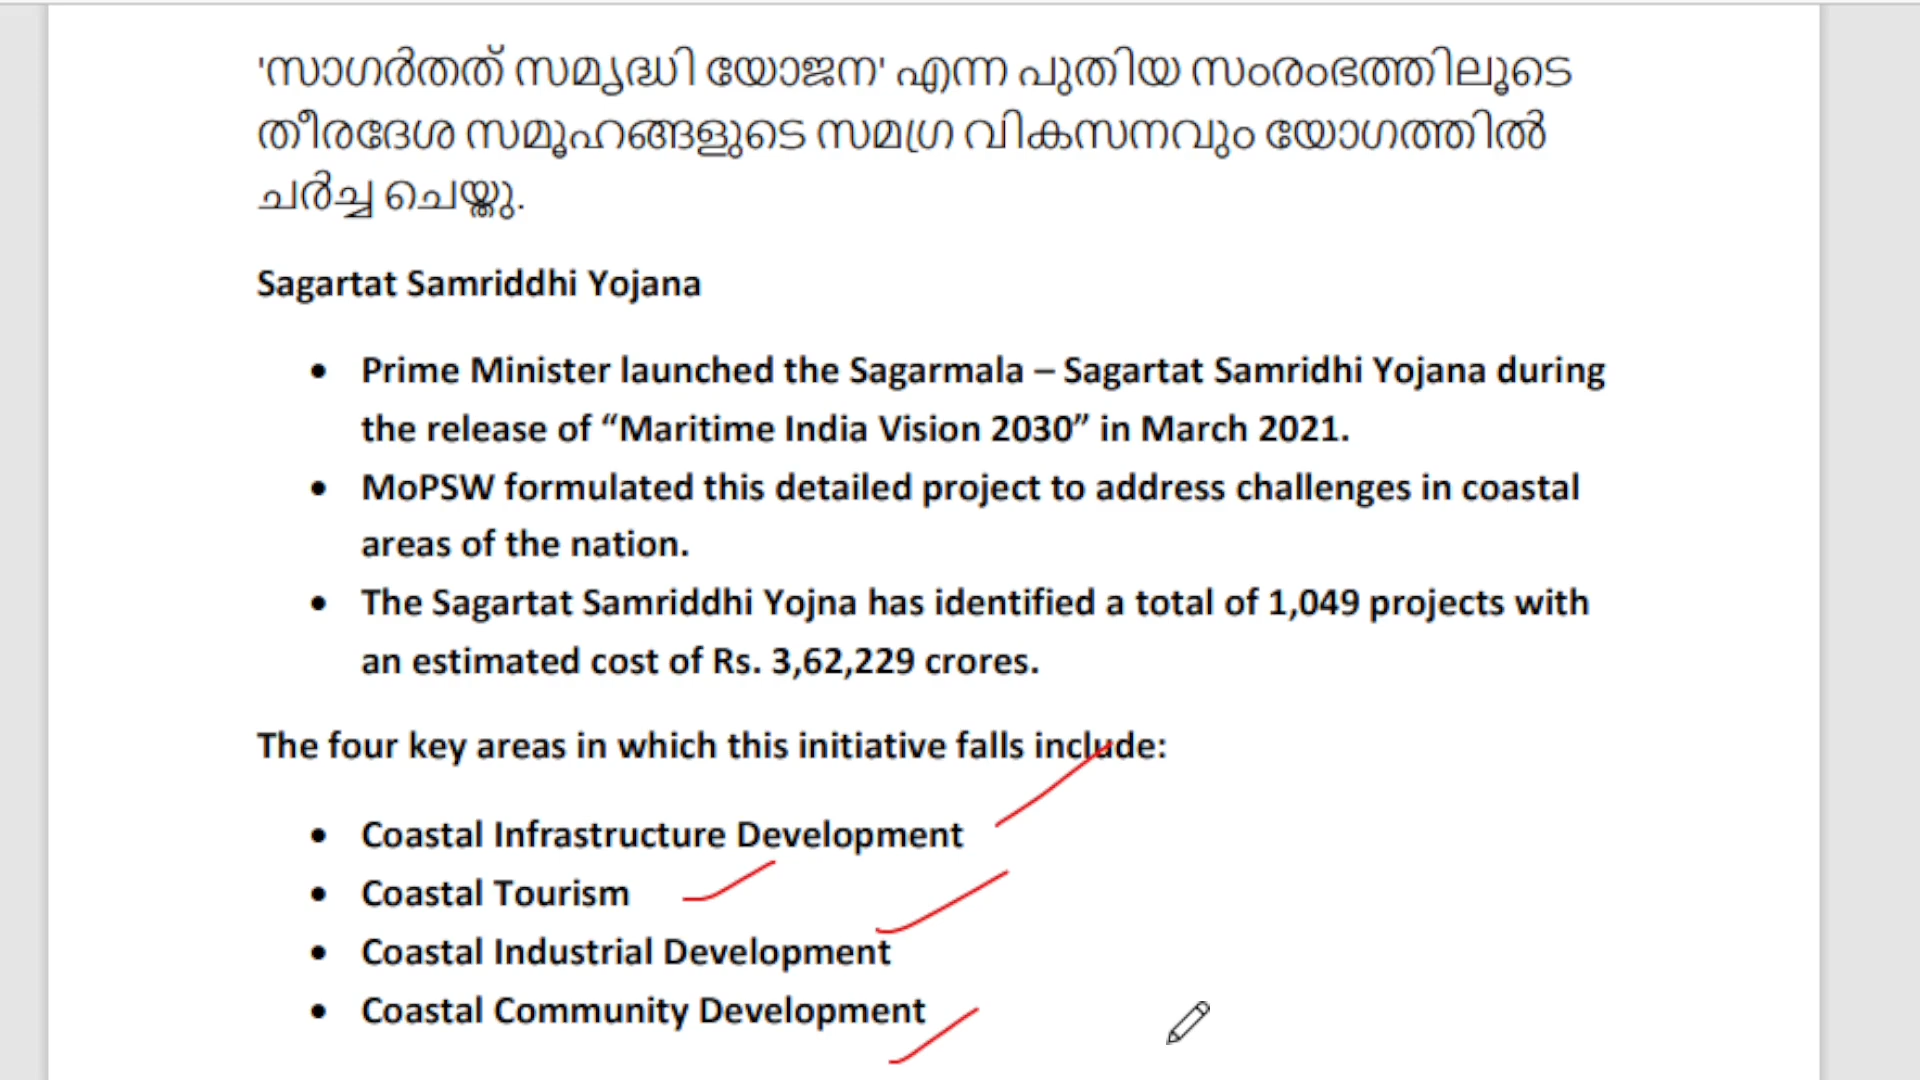 'സാഗർതത് സമൃദ്ധി യോജന' എന്ന പുതിയ സംരംഭത്തിലൂടെ
തീരദേശ സമൂഹങ്ങളുടെ സമഗ്ര വികസനവും യോഗത്തിൽ
ചർച്ച ചെയ്തു.
Sagartat Samriddhi Yojana
• Prime Minister launched the Sagarmala – Sagartat Samridhi Yojana during
the release of “Maritime India Vision 2030” in March 2021.
• MoPSW formulated this detailed project to address challenges in coastal
areas of the nation.
• The Sagartat Samriddhi Yojna has identified a total of 1,049 projects with
an estimated cost of Rs. 3,62,229 crores.
The four key areas in which this initiative falls include:
• Coastal Infrastructure Development
• Coastal Tourism
• Coastal Industrial Development
• Coastal Community Development